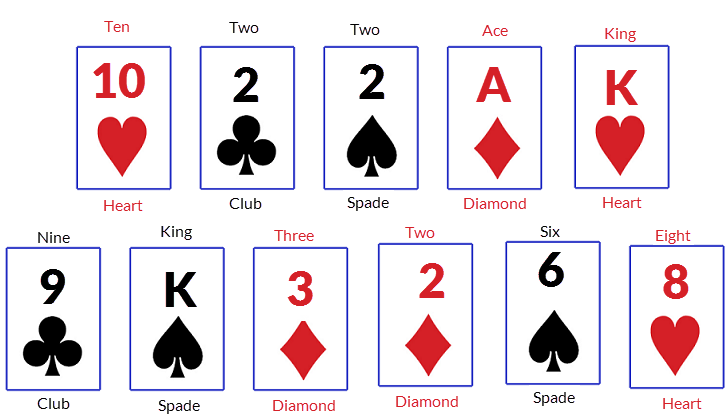 Ten Two Two Ace King
10 2 2 A K
Heart Club Spade Diamond Heart
Nine King Three Two Six Eight
9 K 3 2 6 8
Club Spade Diamond Diamond Spade Heart